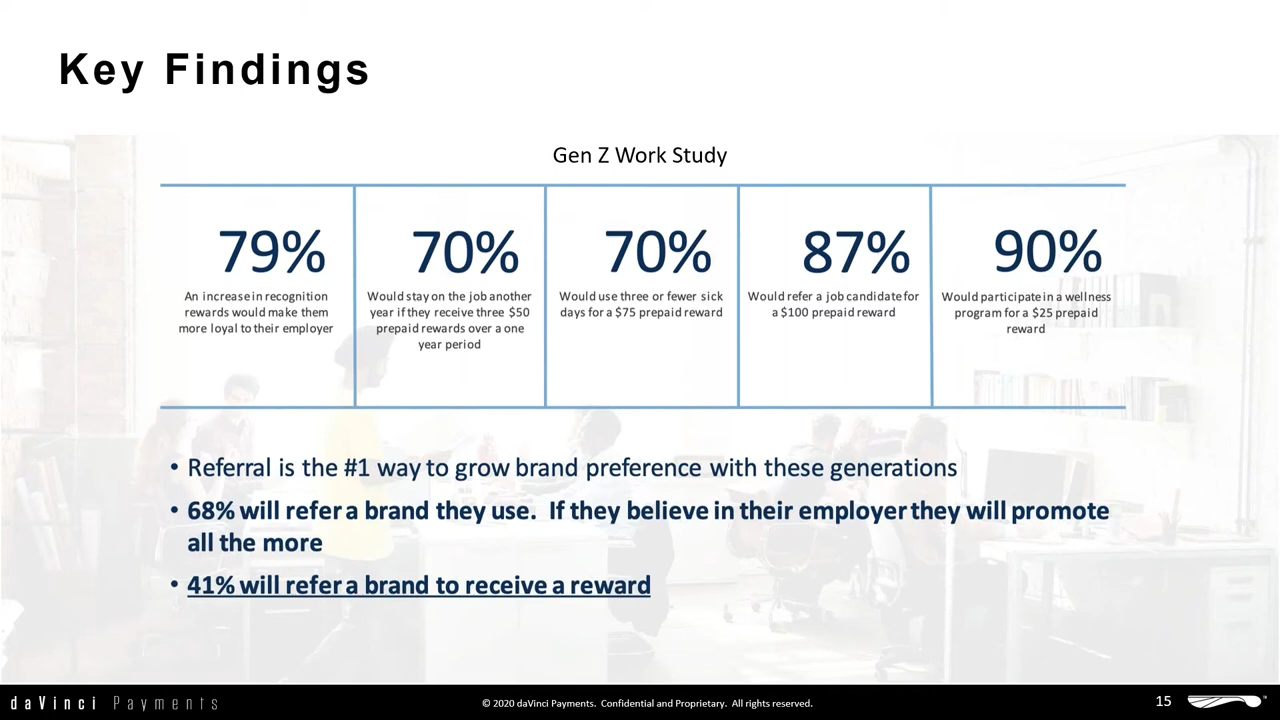 Key Findings
Gen Z Work Study
79%
An increase in recognition
rewards would make them
more loyal to their employer
70%
Would stay on the job another
year if they receive three $50
prepaid rewards over a one
year period
70%
Would use three or fewer sick
days for a $75 prepaid reward
87%
Would refer a job candidate for
a $100 prepaid reward
90%
Would participate in a wellness
program for a $25 prepaid
reward
• Referral is the #1 way to grow brand preference with these generations
• 68% will refer a brand they use. If they believe in their employer they will promote
all the more
• 41% will refer a brand to receive a reward
daVinci Payments
© 2020 daVinci Payments. Confidential and Proprietary. All rights reserved.
15
™